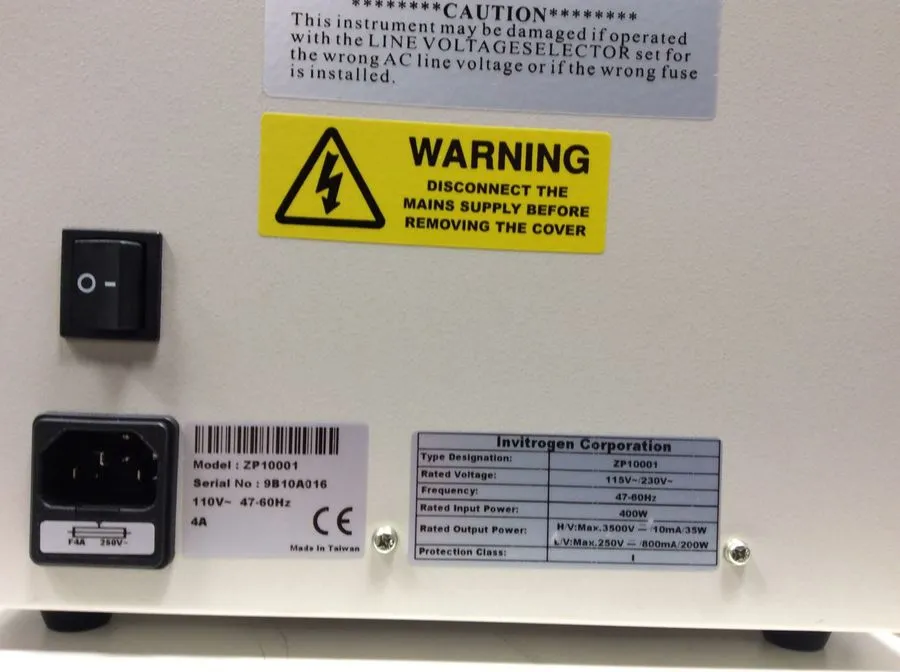 ********CAUTION********
This instrument may be damaged if operated
with the LINE VOLTAGESELECTOR set for
the wrong AC line voltage or if the wrong fuse
is installed.
WARNING
DISCONNECT THE
MAINS SUPPLY BEFORE
REMOVING THE COVER
O I
Model : ZP10001
Serial No : 9B10A016
110V~ 47-60Hz
4A
CE
Made In Taiwan
F4A 250V~
Invitrogen Corporation
Type Designation: ZP10001
Rated Voltage: 115V~/230V~
Frequency: 47-60Hz
Rated Input Power: 400W
Rated Output Power: H/V:Max.3500V ⎓ /10mA/35W
L/V:Max.250V ⎓ /800mA/200W
Protection Class: I